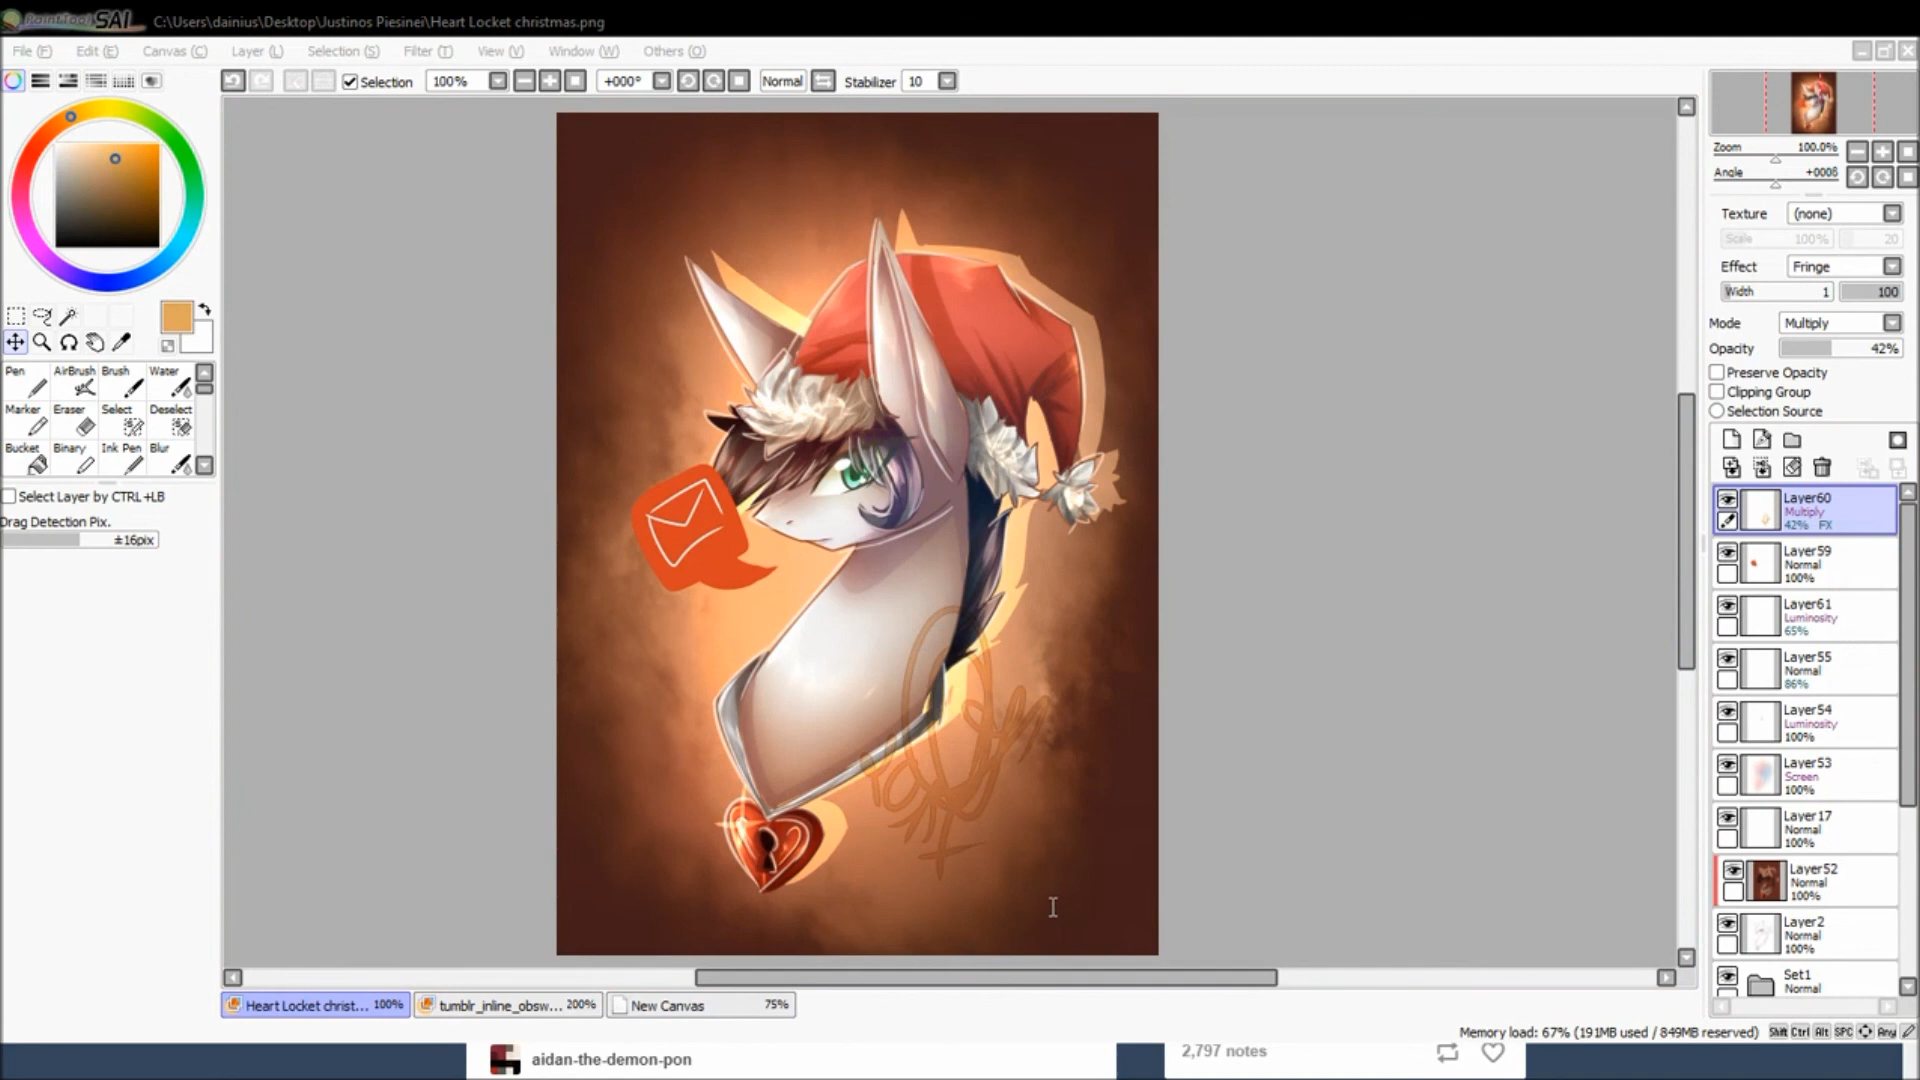 PaintTool SAI C:\Users\dainius\Desktop\Justinos Piesinei\Heart Locket christmas.png
File (F) Edit (E) Canvas (C) Layer (L) Selection (S) Filter (T) View (V) Window (W) Others (O)
Selection 100% +000° Normal Stabilizer 10
Zoom 100.0%
Angle +000§
Texture (none)
Scale 100% 20
Effect Fringe
Width 1 100
Mode Multiply
Opacity 42%
Preserve Opacity
Clipping Group
Selection Source
Pen AirBrush Brush Water
Marker Eraser Select Deselect
Bucket Binary Ink Pen Blur
Select Layer by CTRL+LB
Drag Detection Pix.
±16pix
Layer60
Multiply
42% FX
Layer59
Normal
100%
Layer61
Luminosity
65%
Layer55
Normal
86%
Layer54
Luminosity
100%
Layer53
Screen
100%
Layer17
Normal
100%
Layer52
Normal
100%
Layer2
Normal
100%
Set1
Normal
Heart Locket christ... 100% tumblr_inline_obsw... 200% New Canvas 75%
Memory load: 67% (191MB used / 849MB reserved) Shift Ctrl Alt SPC Any
aidan-the-demon-pon
2,797 notes